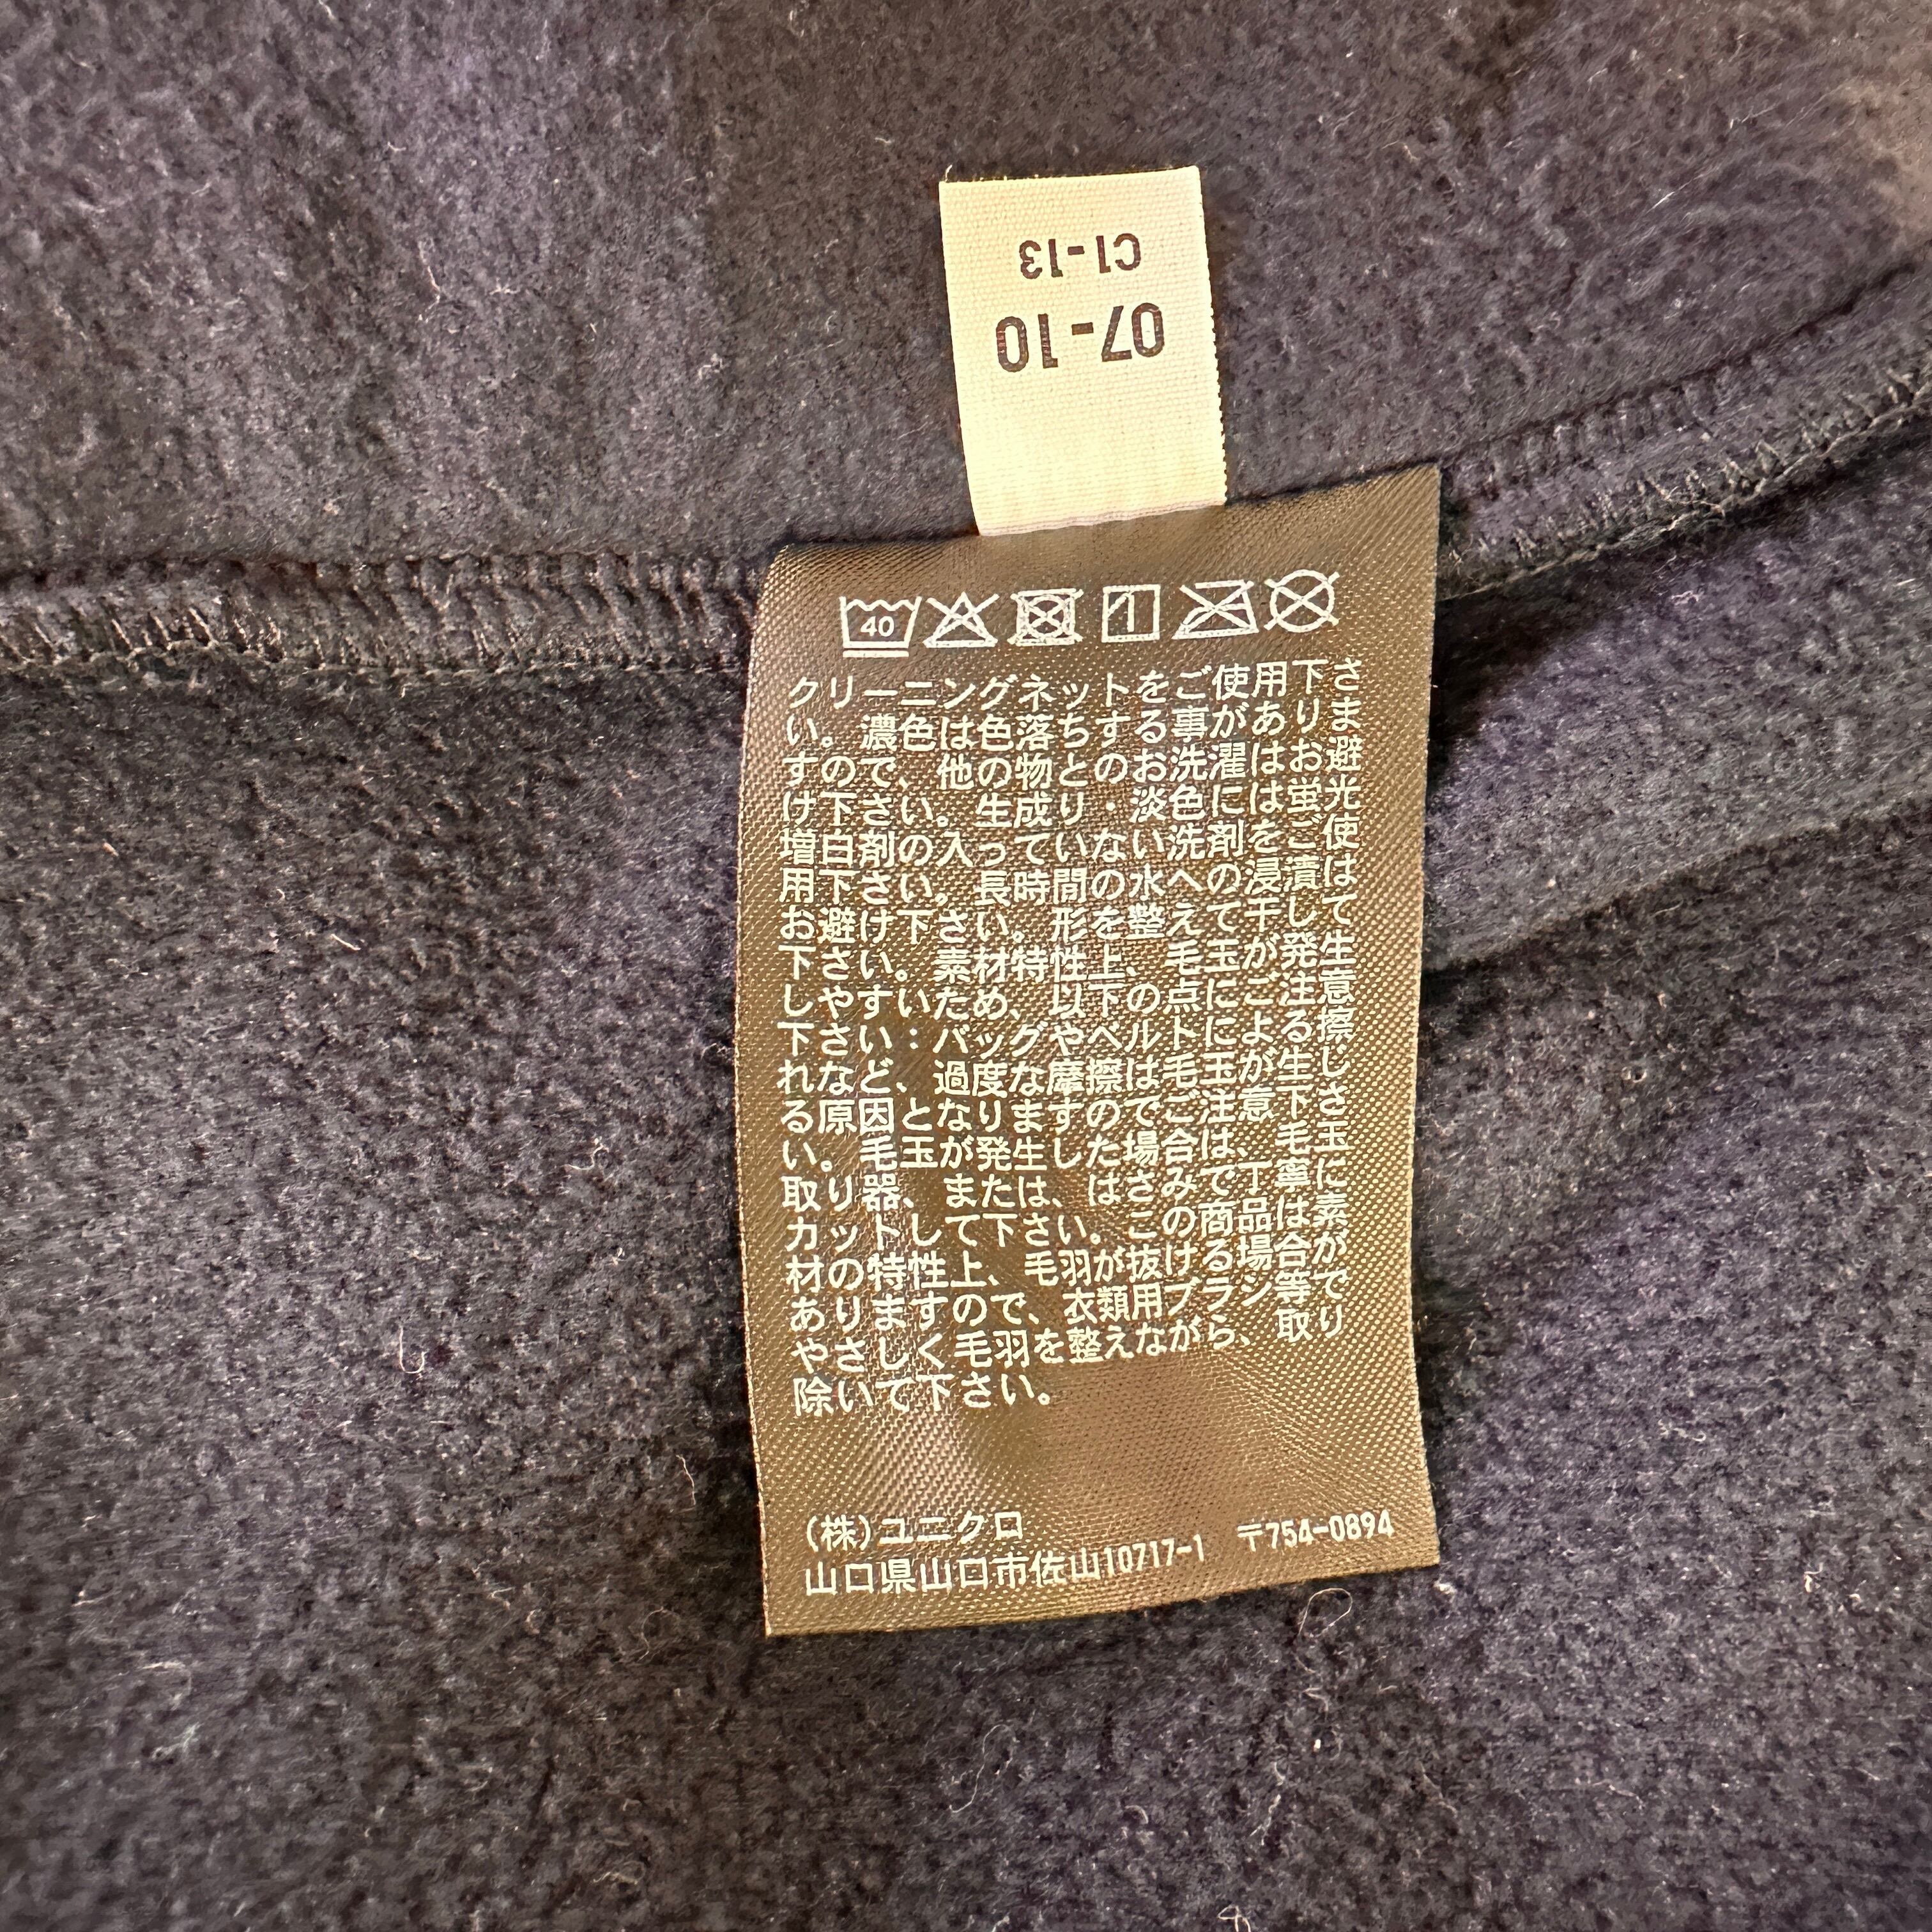 C1-13
07-10
40
クリーニングネットをご使用下さ
い。濃色は色落ちする事がありま
すので、他の物とのお洗濯はお避
け下さい。生成り・淡色には蛍光
増白剤の入っていない洗剤をご使
用下さい。長時間の水への浸漬は
お避け下さい。形を整えて干して
下さい。素材特性上、毛玉が発生
しやすいため、以下の点にご注意
下さい：バッグやベルトによる擦
れなど、過度な摩擦は毛玉が生じ
る原因となりますのでご注意下さ
い。毛玉が発生した場合は、毛玉
取り器、または、はさみで丁寧に
カットして下さい。この商品は素
材の特性上、毛羽が抜ける場合が
ありますので、衣類用ブラシ等で
やさしく毛羽を整えながら、取り
除いて下さい。
(株)ユニクロ
山口県山口市佐山10717-1 〒754-0894